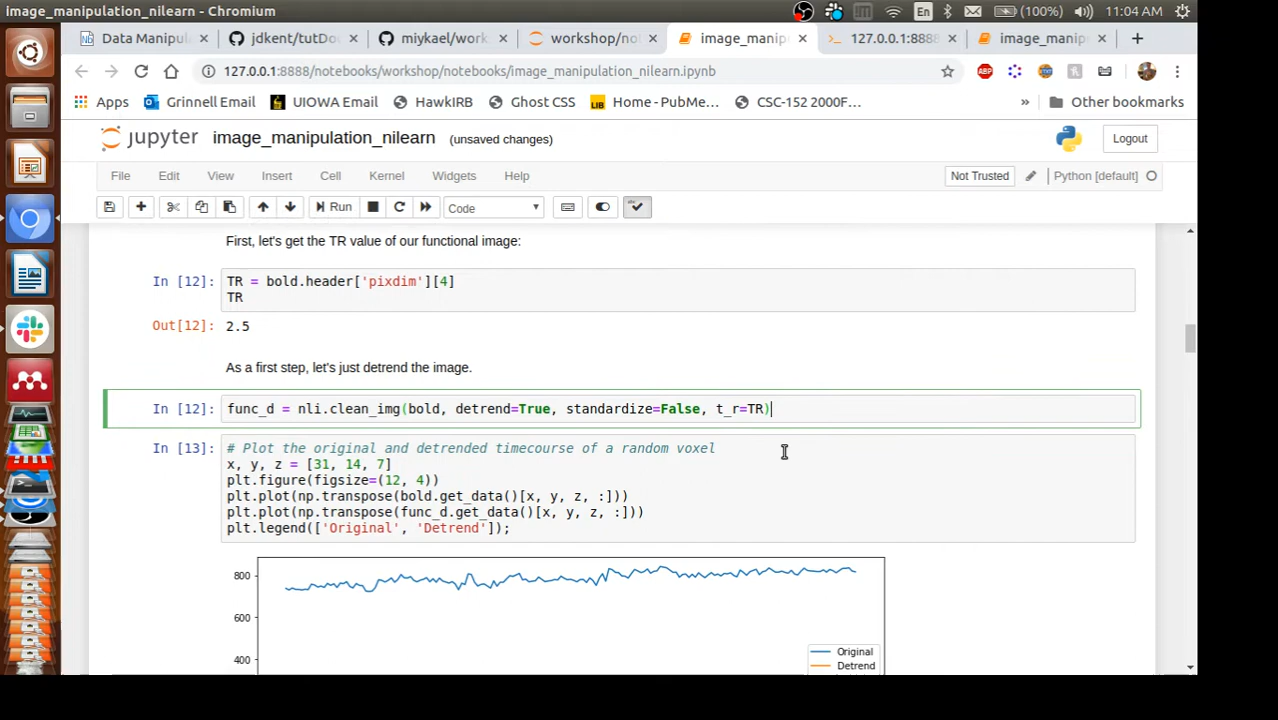 image_manipulation_nilearn - Chromium
En
(100%)
11:04 AM
Data Manipul
jdkent/tutDo
miykael/work
workshop/no
image_manip
127.0.0.1:888
image_manip
127.0.0.1:8888/notebooks/workshop/notebooks/image_manipulation_nilearn.ipynb
ABP
Apps
Grinnell Email
UIOWA Email
HawkIRB
Ghost CSS
LIB
Home - PubMe...
CSC-152 2000F...
»
Other bookmarks
jupyter
image_manipulation_nilearn
(unsaved changes)
Logout
File
Edit
View
Insert
Cell
Kernel
Widgets
Help
Not Trusted
Python [default]
Run
Code
First, let's get the TR value of our functional image:
In [12]: TR = bold.header['pixdim'][4]
TR
Out[12]: 2.5
As a first step, let's just detrend the image.
In [12]: func_d = nli.clean_img(bold, detrend=True, standardize=False, t_r=TR)
In [13]: # Plot the original and detrended timecourse of a random voxel
x, y, z = [31, 14, 7]
plt.figure(figsize=(12, 4))
plt.plot(np.transpose(bold.get_data()[x, y, z, :]))
plt.plot(np.transpose(func_d.get_data()[x, y, z, :]))
plt.legend(['Original', 'Detrend']);
800
600
400
Original
Detrend